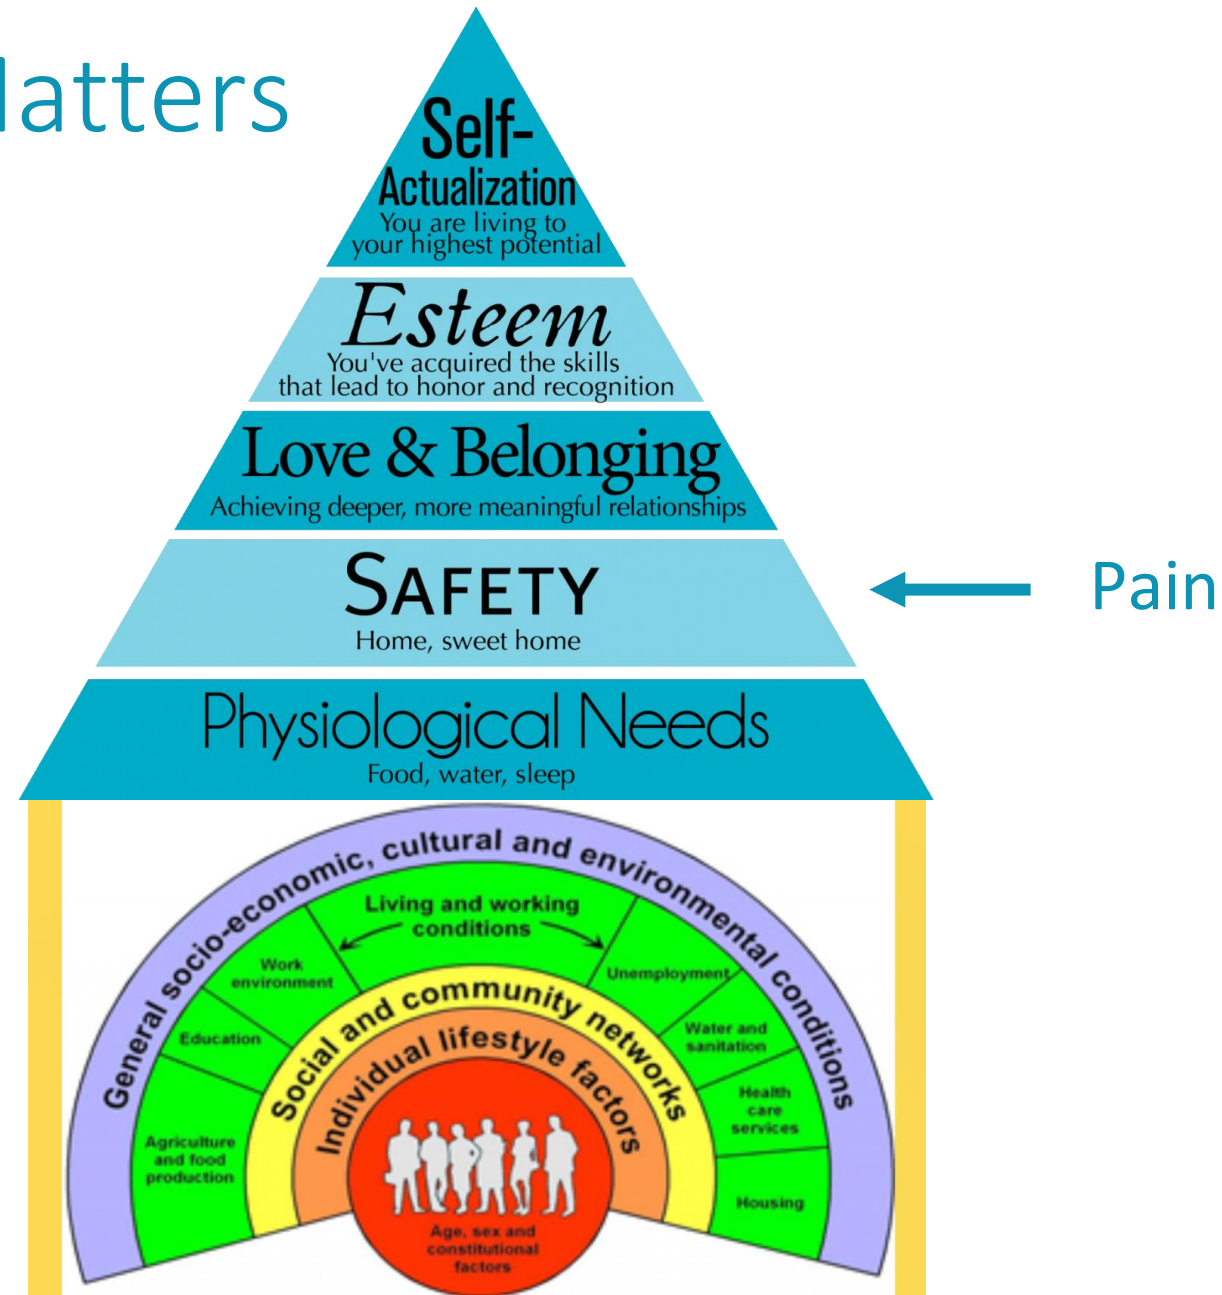 Self-
Actualization
You are living to
your highest potential
Esteem
You've acquired the skills
that lead to honor and recognition
Love & Belonging
Achieving deeper, more meaningful relationships
SAFETY
Home, sweet home
Pain
Physiological Needs
Food, water, sleep
General socio-economic, cultural and environmental conditions
Living and working
conditions
Work
environment
Unemployment
Education
Water and
sanitation
Social and community networks
Individual lifestyle factors
Health
care
services
Agriculture
and food
production
Housing
Age, sex and
constitutional
factors